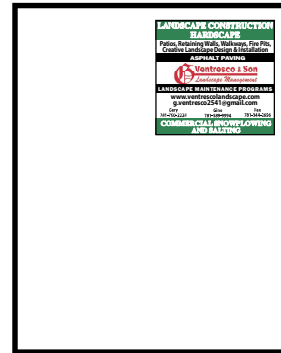 LANDSCAPE CONSTRUCTION
HARDSCAPE
Patios, Retaining Walls, Walkways, Fire Pits,
Creative Landscape Design & Installation
ASPHALT PAVING
Ventresco & Son
Landscape Management
LANDSCAPE MAINTENANCE PROGRAMS
www.ventrescolandscape.com
g.ventresco2541@gmail.com
Gary Gina Fax
COMMERCIAL SNOWPLOWING
AND SALTING